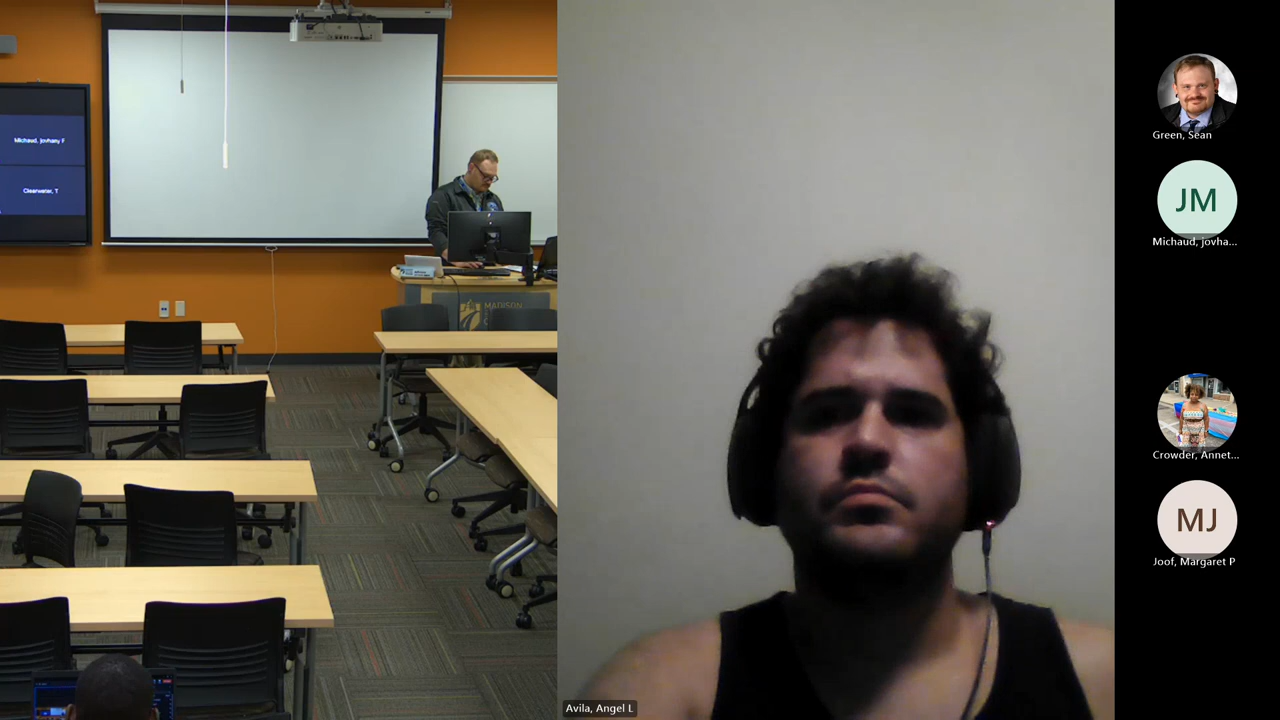 Michaud, jovhany F
Clearwater, T
MADISON
Avila, Angel L
Green, Sean
JM
Michaud, jovha...
Crowder, Annet...
MJ
Joof, Margaret P